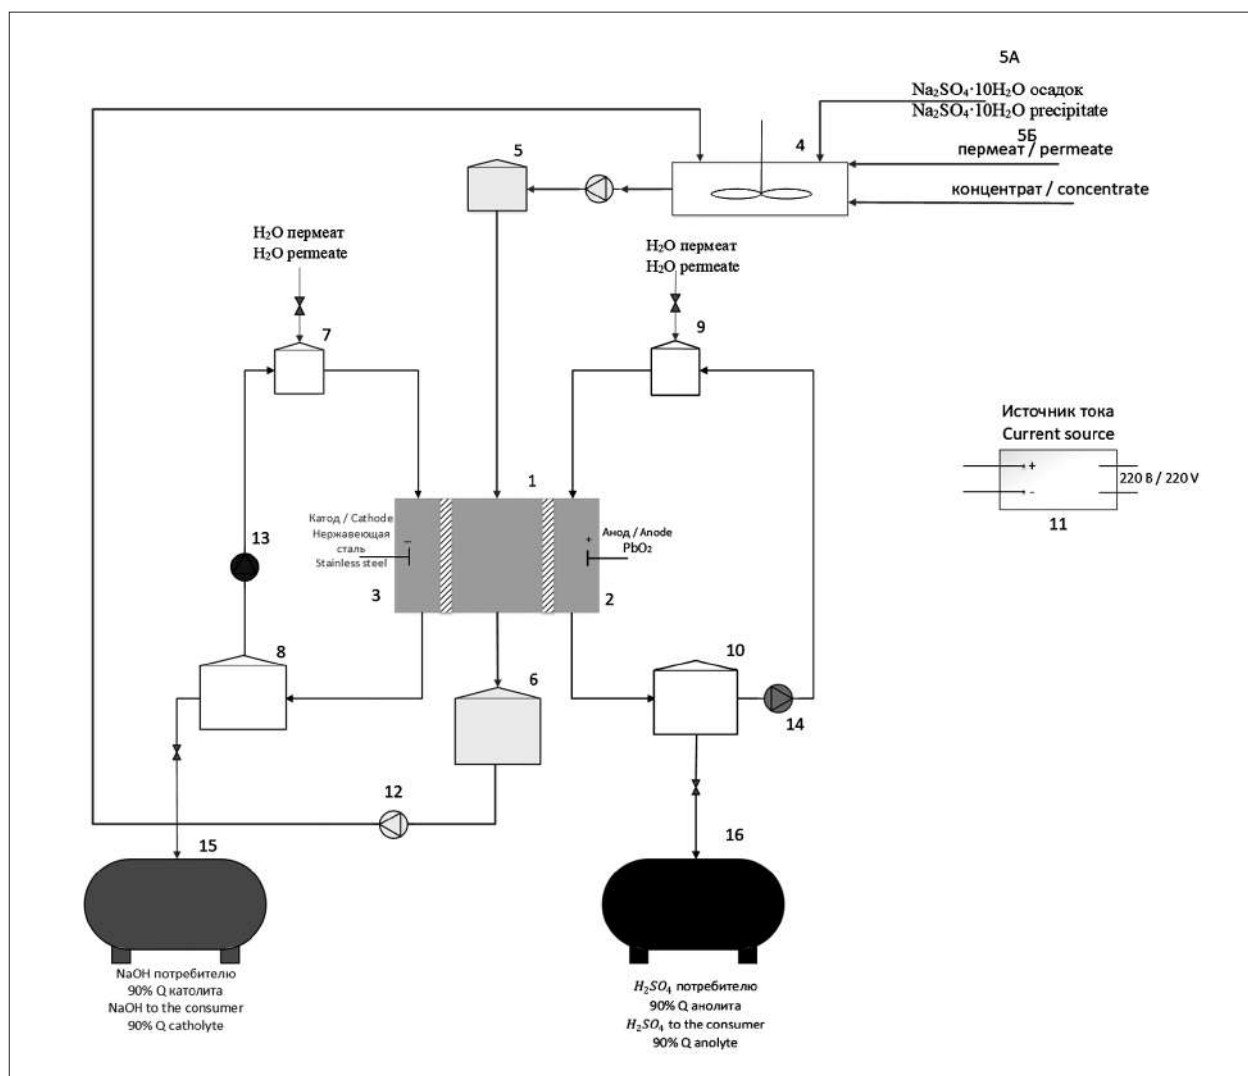 5А
Na₂SO₄·10H₂O осадок
Na₂SO₄·10H₂O precipitate
5Б
пермеат / permeate
концентрат / concentrate
4
5
H₂O пермеат
H₂O permeate
7
H₂O пермеат
H₂O permeate
9
Источник тока
Current source
+
-
220 В / 220 V
11
1
Катод / Cathode
Нержавеющая
сталь
Stainless steel
–
3
Анод / Anode
PbO₂
+
2
13
8
6
10
14
12
15
16
NaOH потребителю
90% Q католита
NaOH to the consumer
90% Q catholyte
H₂SO₄ потребителю
90% Q анолита
H₂SO₄ to the consumer
90% Q anolyte